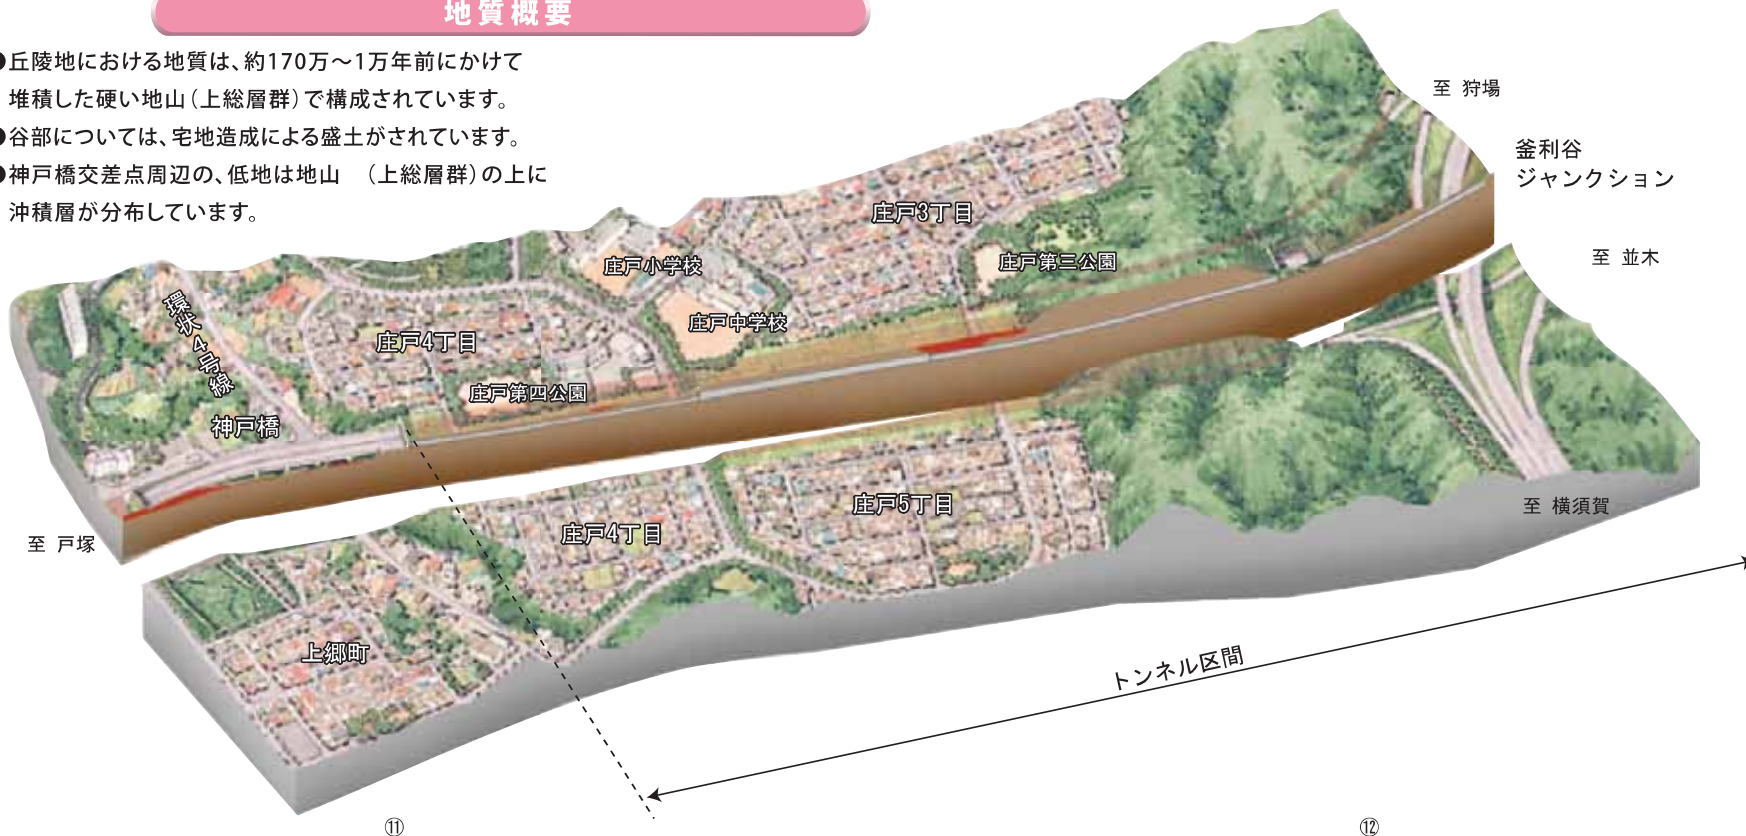 地質概要
●丘陵地における地質は、約170万～1万年前にかけて
堆積した硬い地山（上総層群）で構成されています。
●谷部については、宅地造成による盛土がされています。
●神戸橋交差点周辺の、低地は地山　（上総層群）の上に
沖積層が分布しています。
至 狩場
釜利谷
ジャンクション
至 並木
庄戸3丁目
庄戸第三公園
庄戸小学校
庄戸中学校
環状4号線
庄戸4丁目
庄戸第四公園
神戸橋
至 戸塚
庄戸5丁目
庄戸4丁目
至 横須賀
上郷町
トンネル区間
⑪
⑫